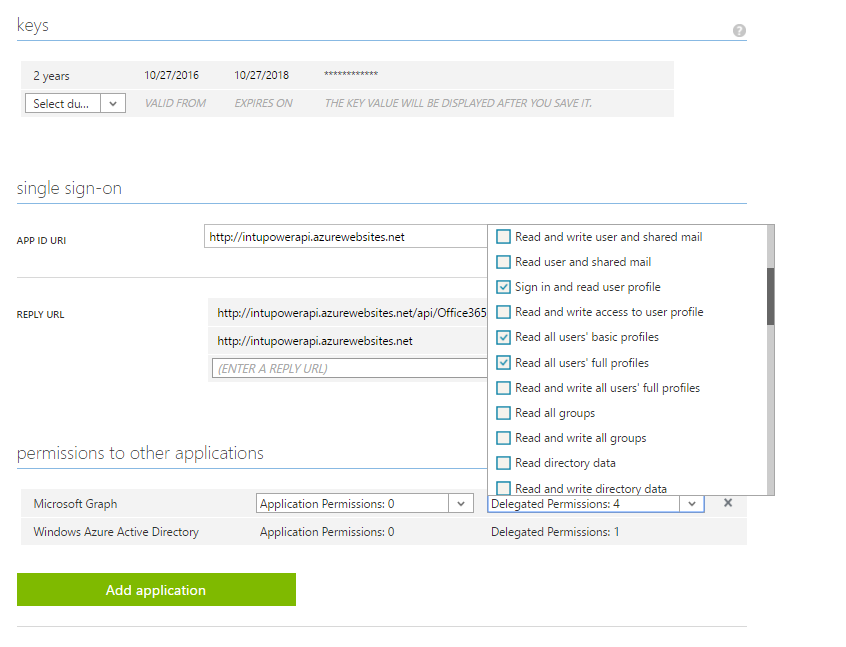 keys
?
2 years 10/27/2016 10/27/2018 ************
Select du... VALID FROM EXPIRES ON THE KEY VALUE WILL BE DISPLAYED AFTER YOU SAVE IT.
single sign-on
APP ID URI http://intupowerapi.azurewebsites.net
REPLY URL http://intupowerapi.azurewebsites.net/api/Office365
http://intupowerapi.azurewebsites.net
(ENTER A REPLY URL)
Read and write user and shared mail
Read user and shared mail
Sign in and read user profile
Read and write access to user profile
Read all users' basic profiles
Read all users' full profiles
Read and write all users' full profiles
Read all groups
Read and write all groups
Read directory data
Read and write directory data
permissions to other applications
Microsoft Graph Application Permissions: 0 Delegated Permissions: 4
Windows Azure Active Directory Application Permissions: 0 Delegated Permissions: 1
Add application